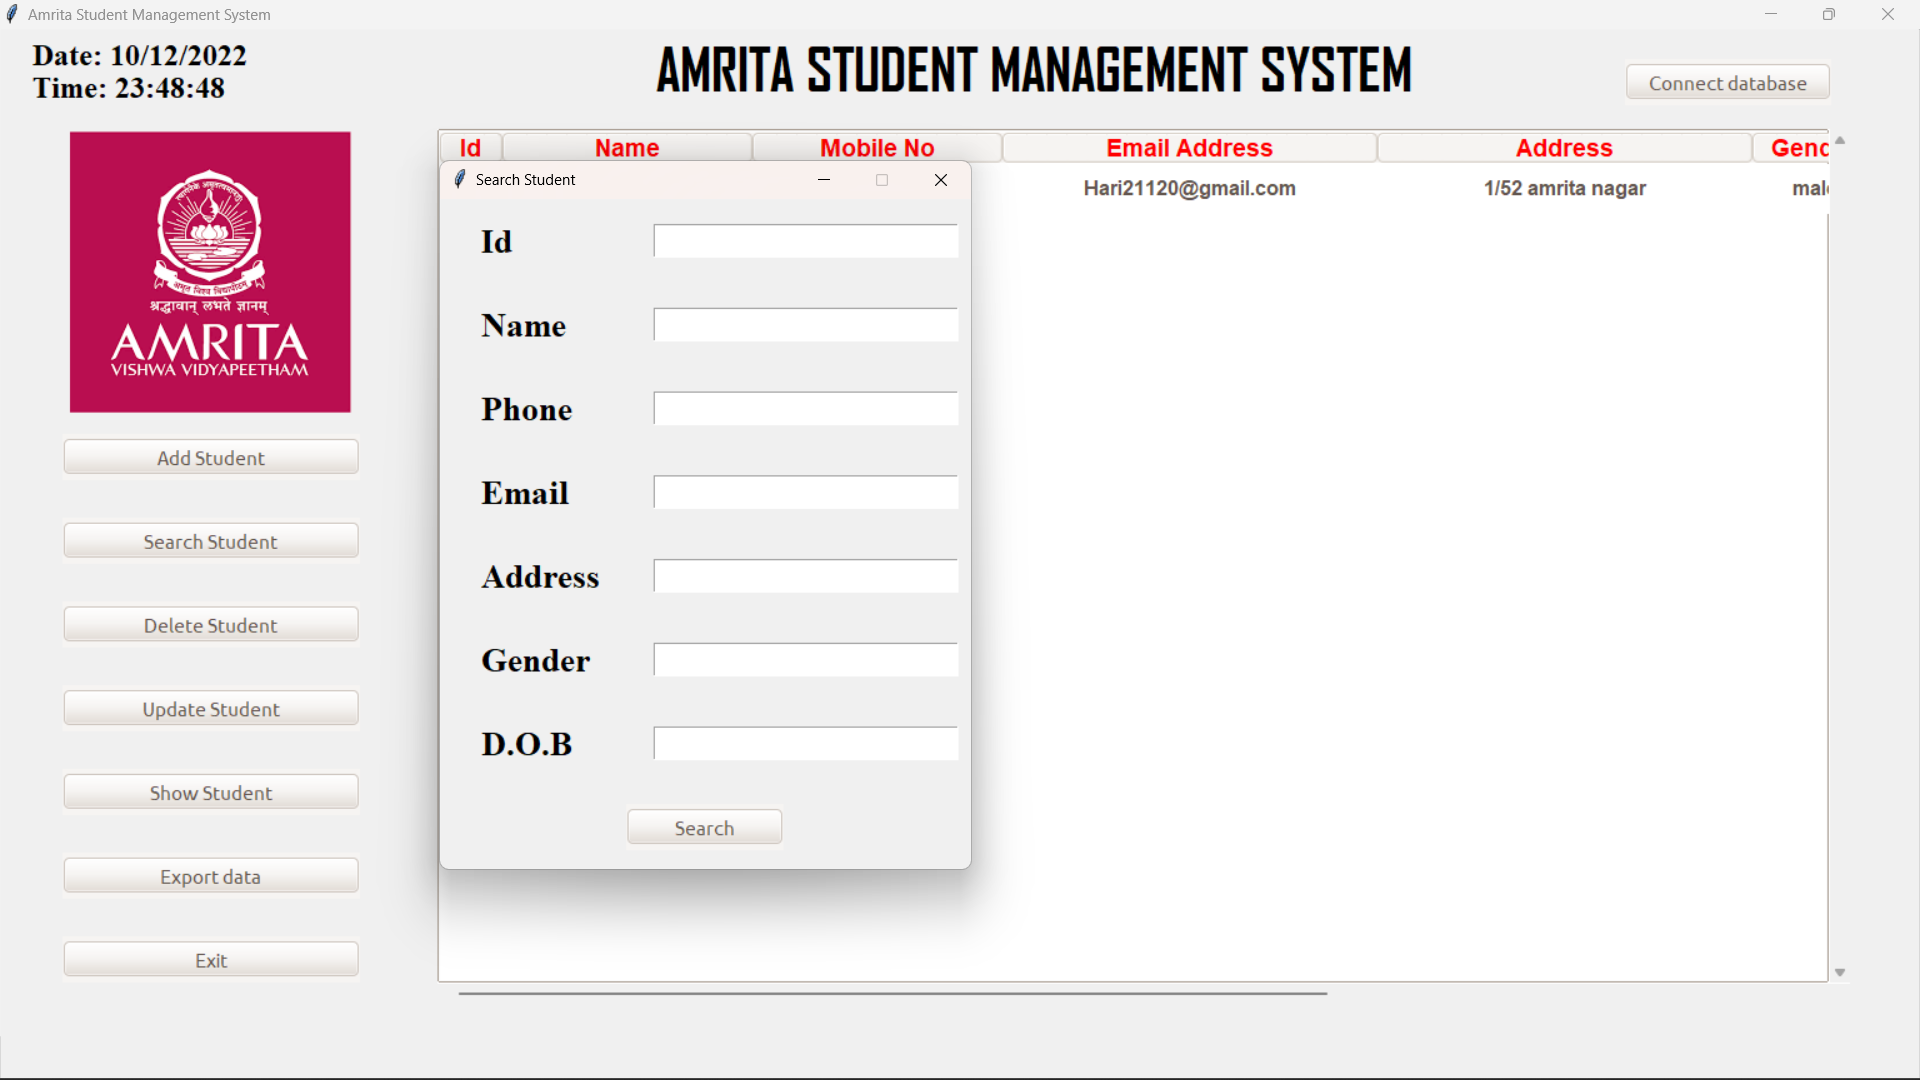 Amrita Student Management System
Date: 10/12/2022
Time: 23:48:48
AMRITA STUDENT MANAGEMENT SYSTEM
Connect database
श्रद्धावान् लभते ज्ञानम्
AMRITA
VISHWA VIDYAPEETHAM
Add Student
Search Student
Delete Student
Update Student
Show Student
Export data
Exit
Id Name Mobile No Email Address Address Gend
Hari21120@gmail.com 1/52 amrita nagar mal
Search Student
Id
Name
Phone
Email
Address
Gender
D.O.B
Search